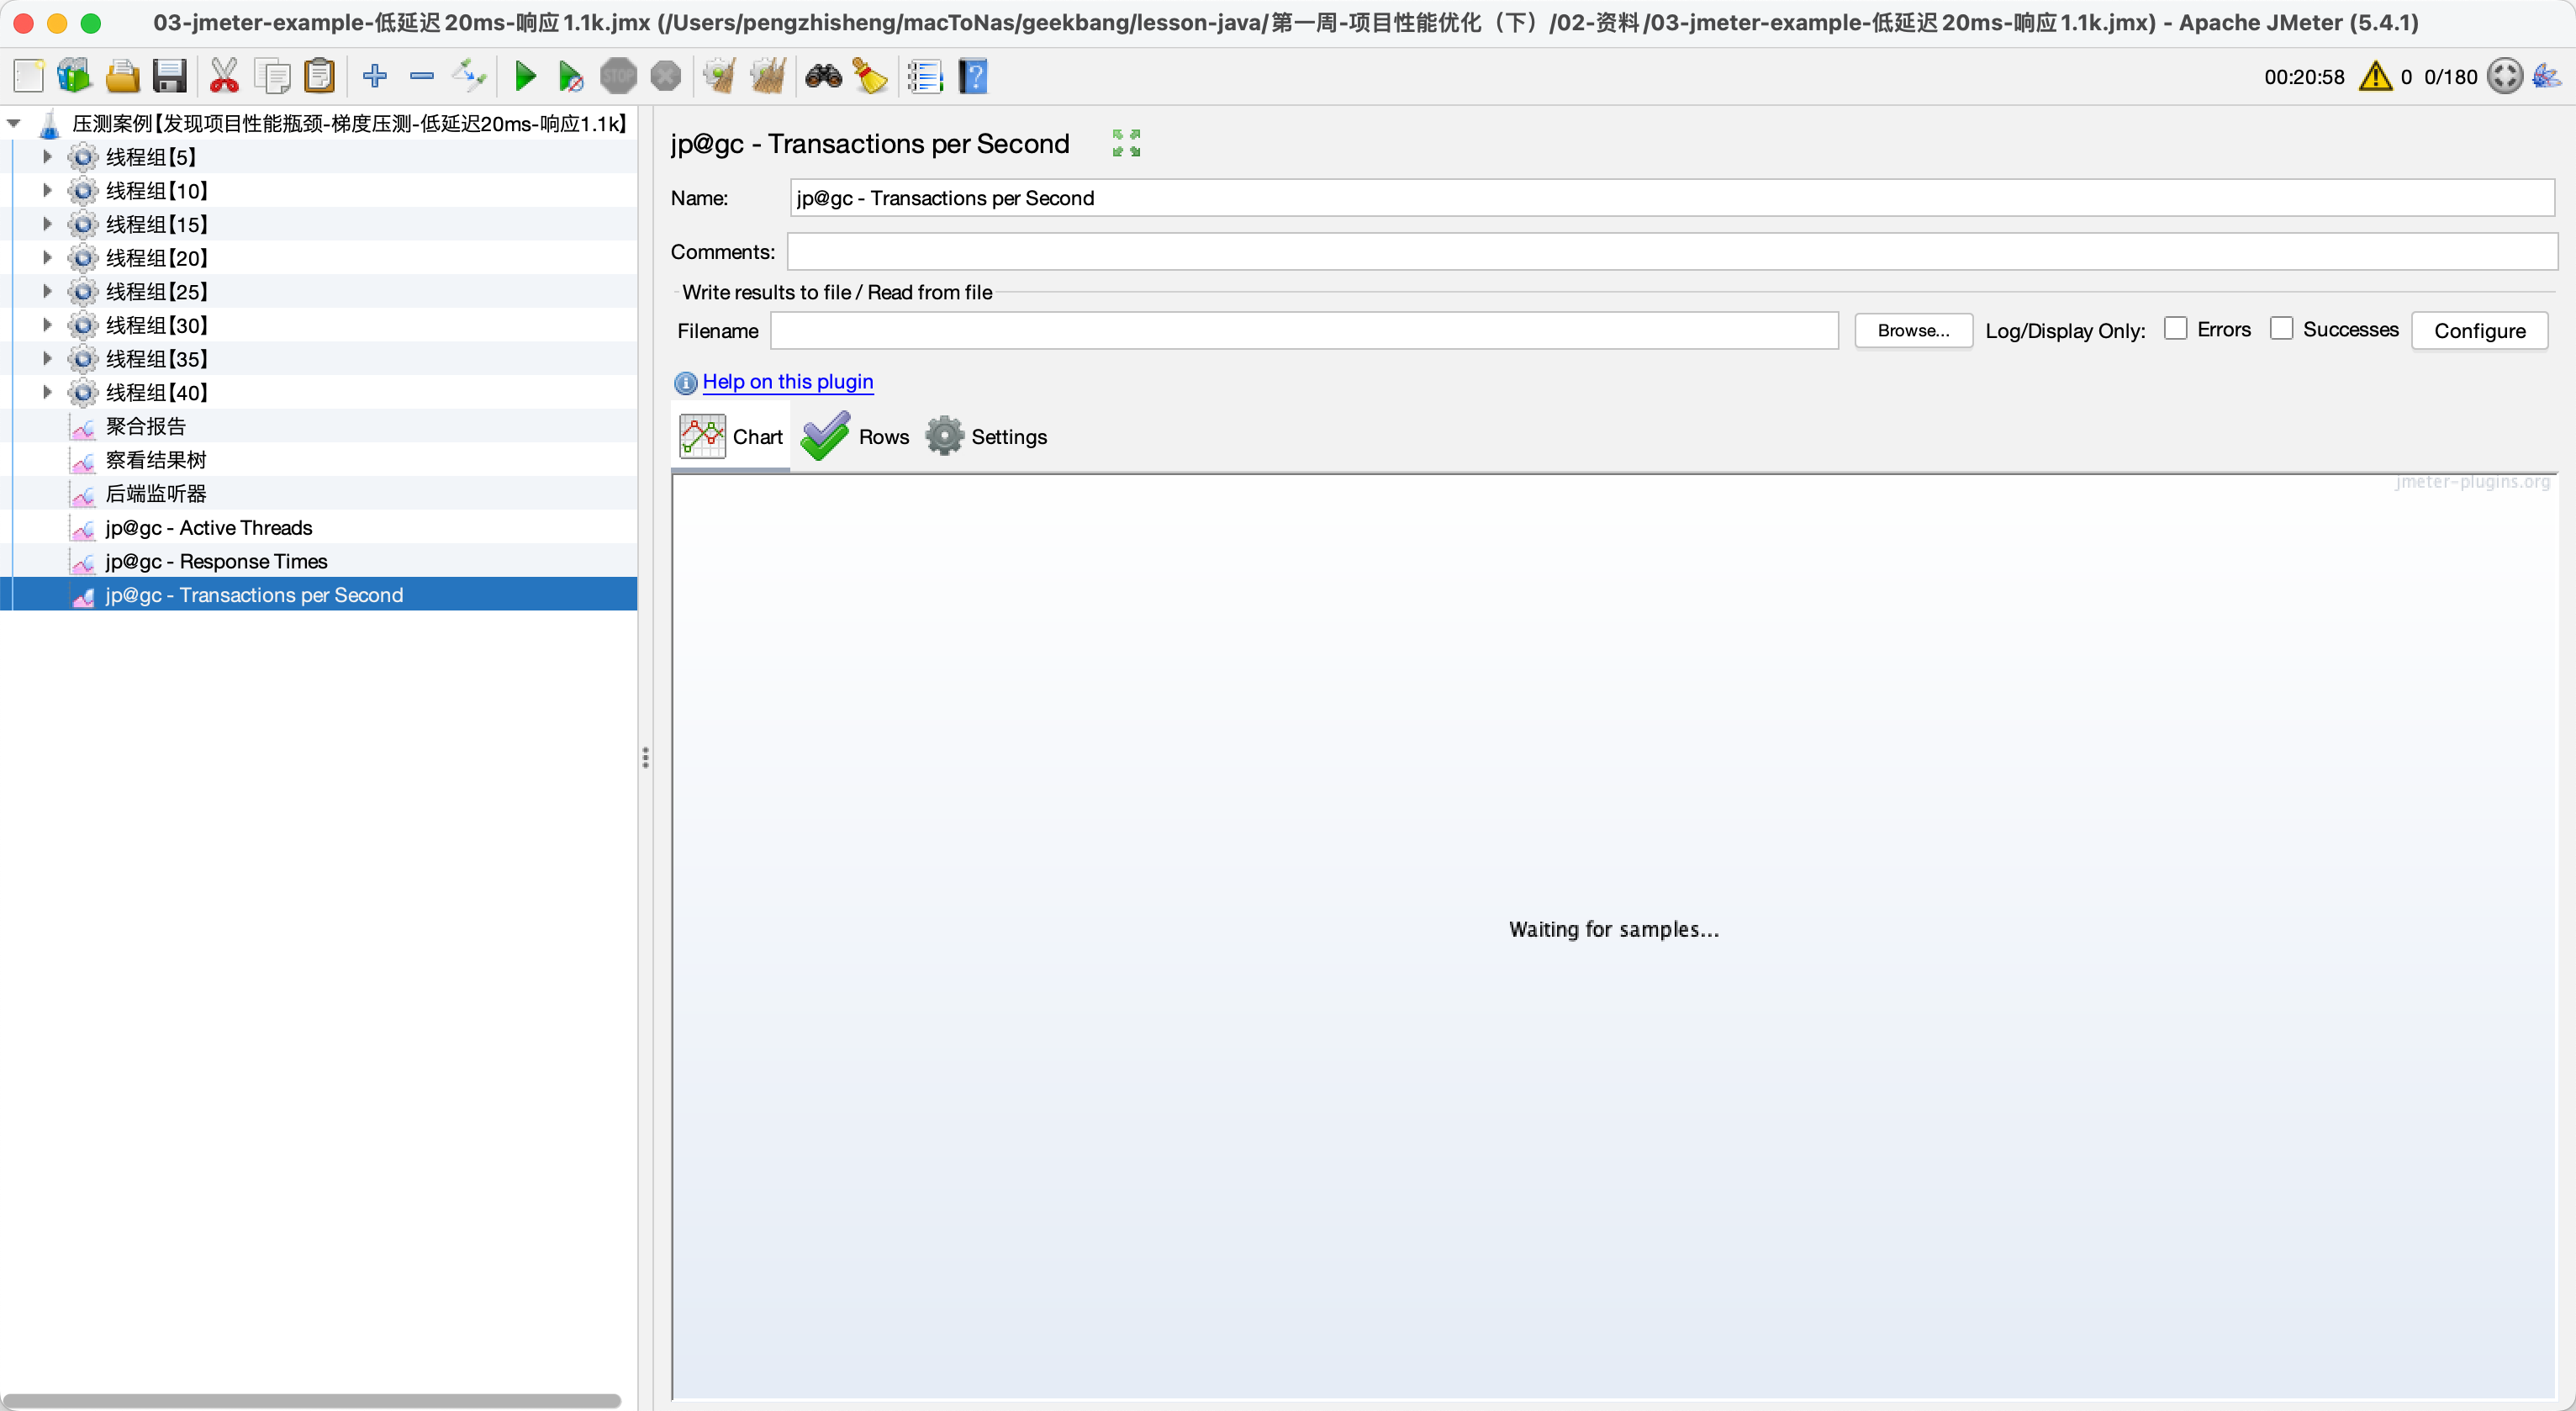 03-jmeter-example-低延迟20ms-响应1.1k.jmx (/Users/pengzhisheng/macToNas/geekbang/lesson-java/第一周-项目性能优化（下）/02-资料/03-jmeter-example-低延迟20ms-响应1.1k.jmx) - Apache JMeter (5.4.1)
STOP
00:20:58 0 0/180
压测案例【发现项目性能瓶颈-梯度压测-低延迟20ms-响应1.1k】
线程组【5】
线程组【10】
线程组【15】
线程组【20】
线程组【25】
线程组【30】
线程组【35】
线程组【40】
聚合报告
察看结果树
后端监听器
jp@gc - Active Threads
jp@gc - Response Times
jp@gc - Transactions per Second
jp@gc - Transactions per Second
Name: jp@gc - Transactions per Second
Comments:
Write results to file / Read from file
Filename Browse... Log/Display Only: Errors Successes Configure
Help on this plugin
Chart Rows Settings
jmeter-plugins.org
Waiting for samples...